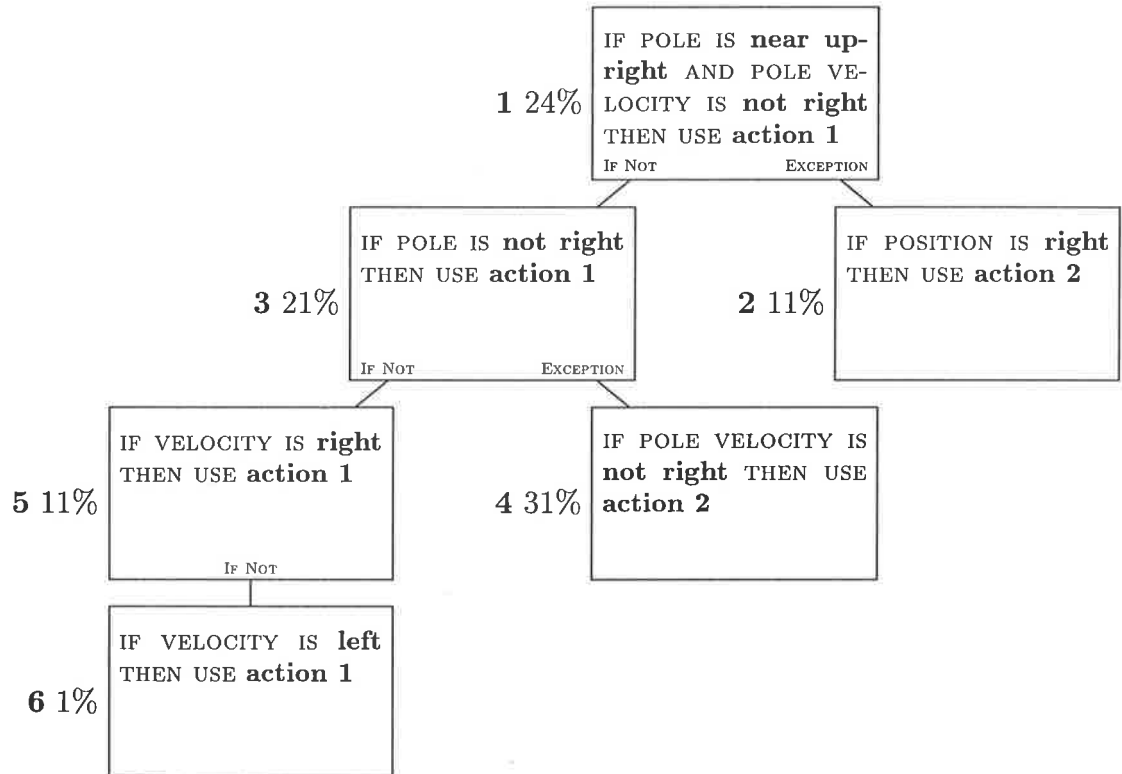 IF POLE IS near up-
right AND POLE VE-
LOCITY IS not right
THEN USE action 1
1 24%
If Not Exception
IF POLE IS not right
THEN USE action 1
3 21%
If Not Exception
IF POSITION IS right
THEN USE action 2
2 11%
IF VELOCITY IS right
THEN USE action 1
5 11%
If Not
IF POLE VELOCITY IS
not right THEN USE
action 2
4 31%
IF VELOCITY IS left
THEN USE action 1
6 1%